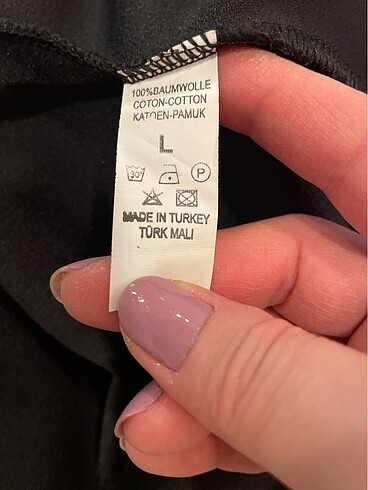 100%BAUMWOLLE
COTON-COTTON
KATOEN-PAMUK
L
30° P
MADE IN TURKEY
TÜRK MALI